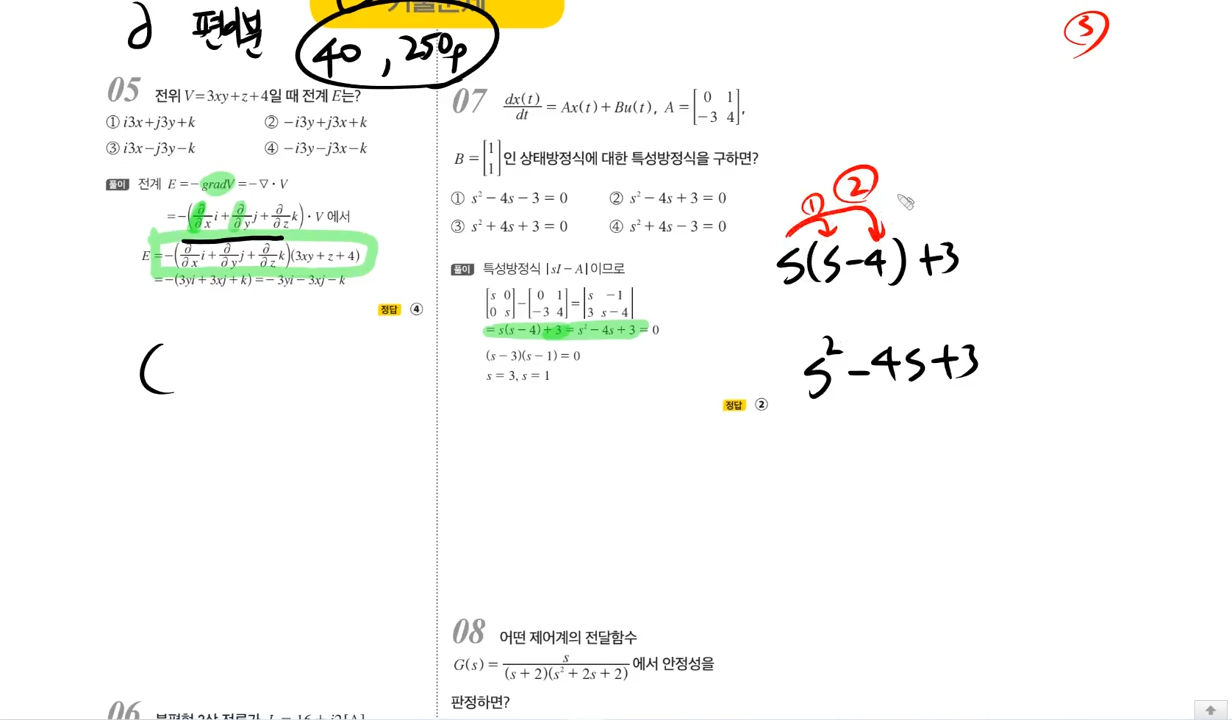 ∂ 편미분
40, 250p
③
05 전위 V=3xy+z+4일 때 전계 E는?
① i3x+j3y+k ② -i3y+j3x+k
③ i3x-j3y-k ④ -i3y-j3x-k
풀이 전계 E=-gradV=-∇·V
=-(∂/∂x i+∂/∂y j+∂/∂z k)·V 에서
E=-(∂/∂x i+∂/∂y j+∂/∂z k)(3xy+z+4)
=-(3yi+3xj+k)=-3yi-3xj-k
정답 ④
(
07 dx(t)/dt=Ax(t)+Bu(t), A=[0 1; -3 4],
B=[1; 1]인 상태방정식에 대한 특성방정식을 구하면?
① s²-4s-3=0 ② s²-4s+3=0
③ s²+4s+3=0 ④ s²+4s-3=0
풀이 특성방정식 |sI-A|이므로
[s 0; 0 s]-[0 1; -3 4]=|s -1; 3 s-4|
=s(s-4)+3=s²-4s+3=0
(s-3)(s-1)=0
s=3, s=1
정답 ②
① ②
s(s-4)+3
s²-4s+3
08 어떤 제어계의 전달함수
G(s)=s/((s+2)(s²+2s+2))에서 안정성을
판정하면?
06